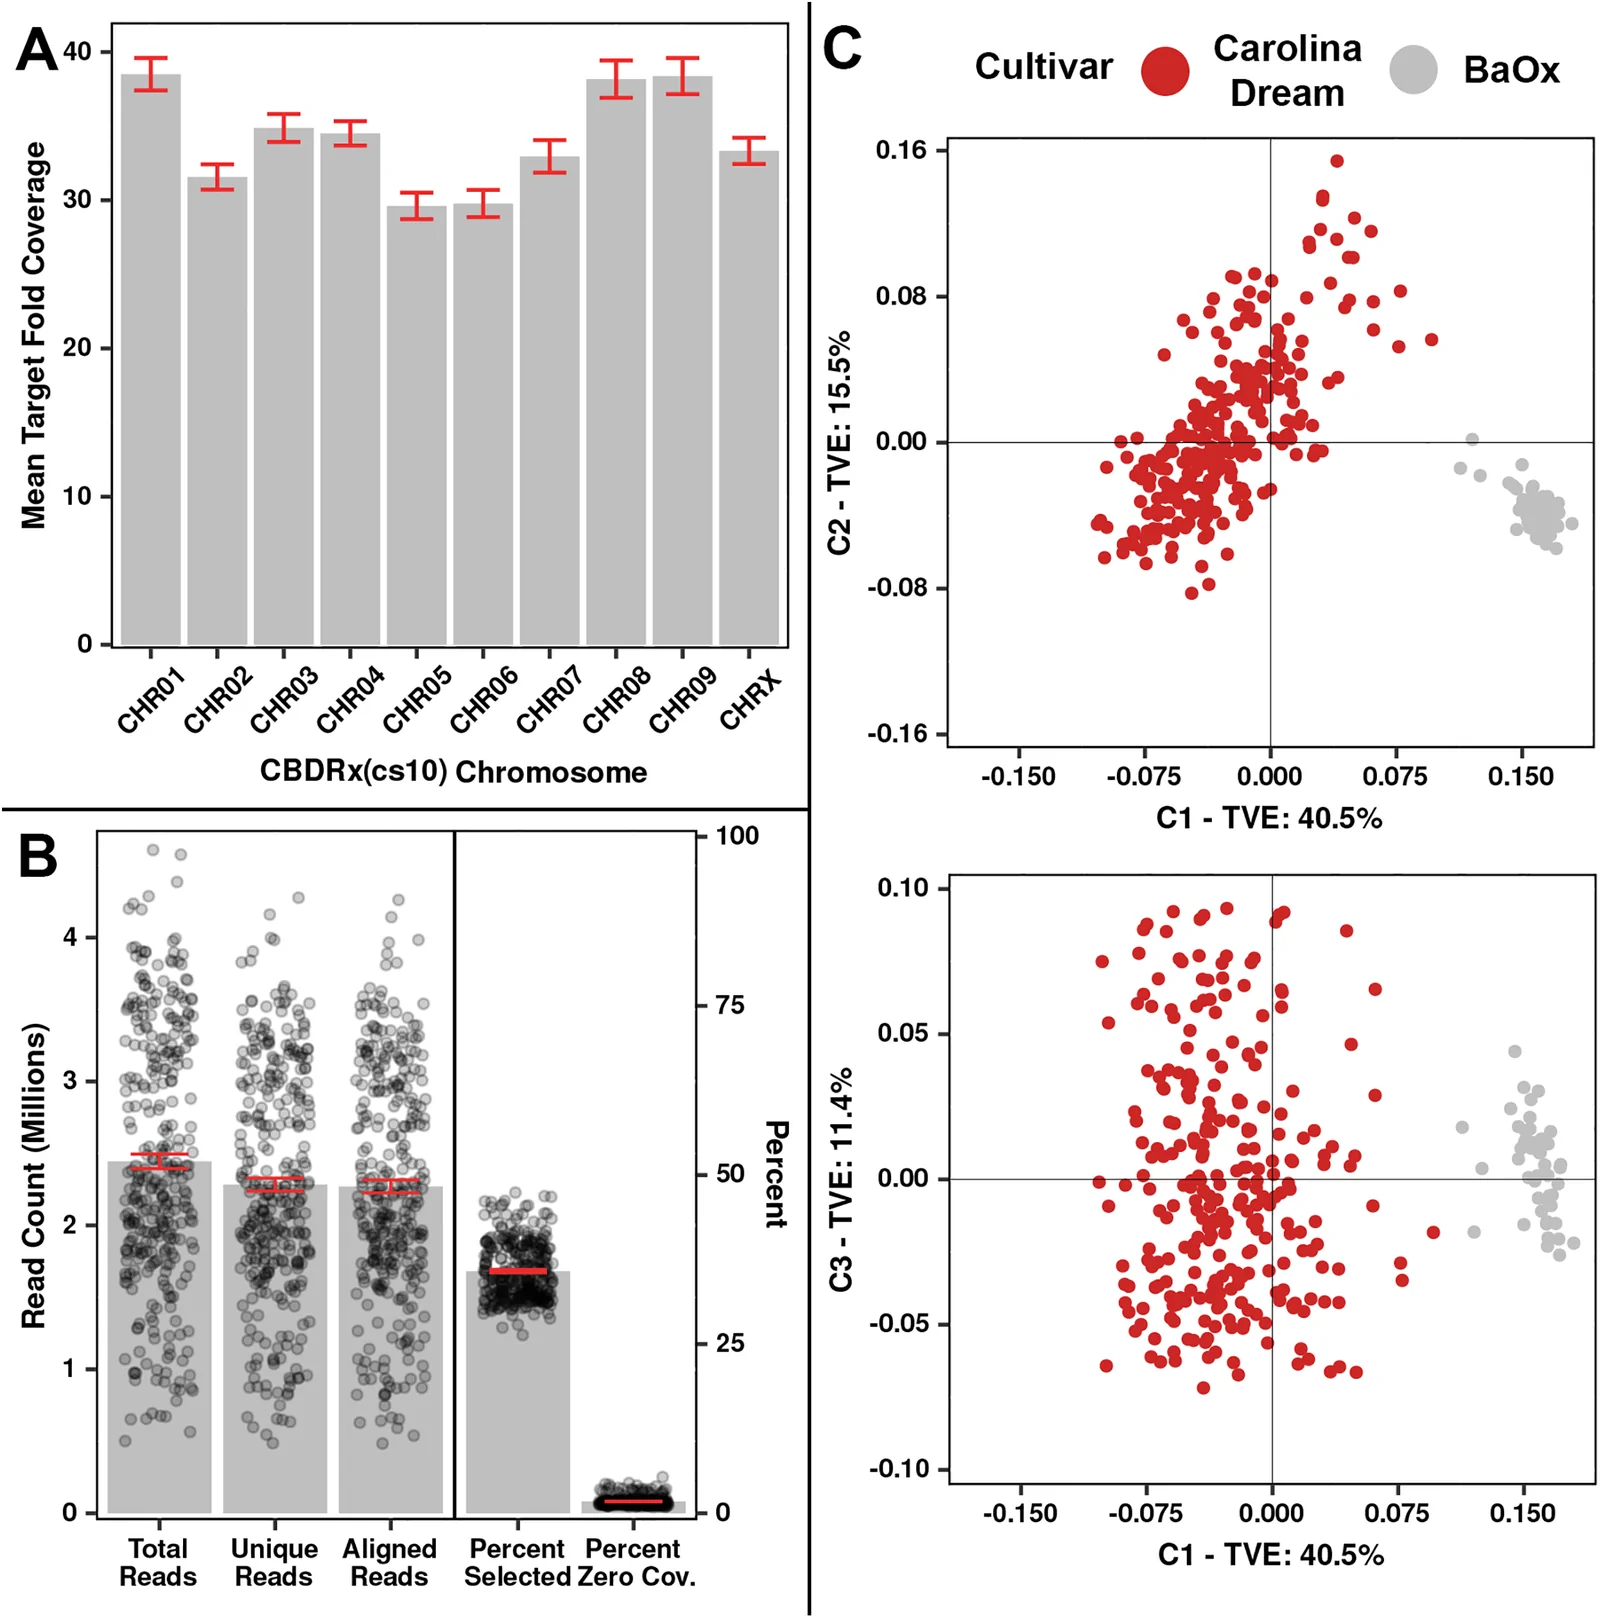 A
40
30
20
10
0
Mean Target Fold Coverage
CHR01
CHR02
CHR03
CHR04
CHR05
CHR06
CHR07
CHR08
CHR09
CHRX
CBDRx(cs10) Chromosome
B
4
3
2
1
0
Read Count (Millions)
100
75
50
25
0
Percent
Total
Reads
Unique
Reads
Aligned
Reads
Percent
Selected
Percent
Zero Cov.
C
Cultivar
Carolina
Dream
BaOx
0.16
0.08
0.00
-0.08
-0.16
C2 - TVE: 15.5%
-0.150
-0.075
0.000
0.075
0.150
C1 - TVE: 40.5%
0.10
0.05
0.00
-0.05
-0.10
C3 - TVE: 11.4%
-0.150
-0.075
0.000
0.075
0.150
C1 - TVE: 40.5%